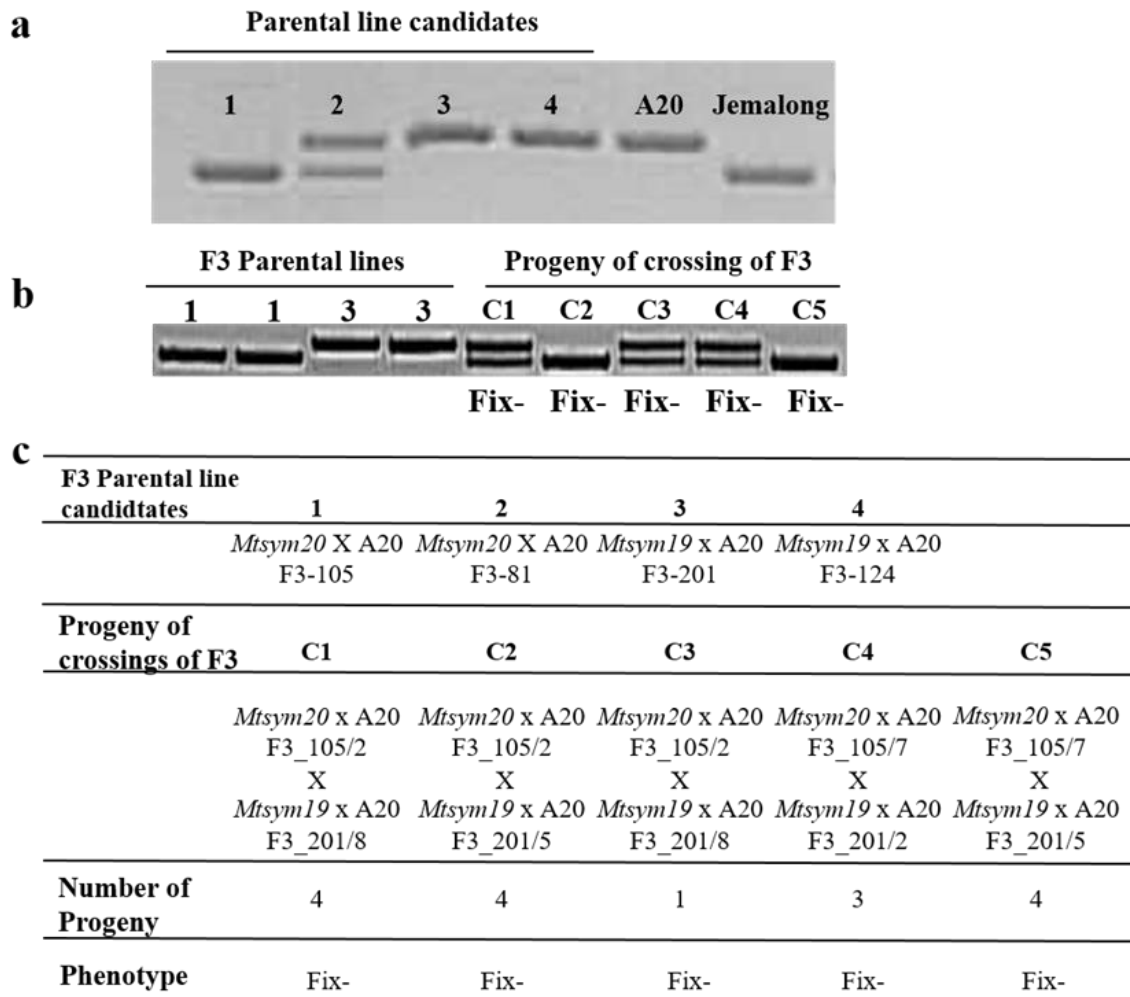 a
Parental line candidates
1 2 3 4 A20 Jemalong
F3 Parental lines Progeny of crossing of F3
b
1 1 3 3 C1 C2 C3 C4 C5
Fix- Fix- Fix- Fix- Fix-
c
F3 Parental line
candidtates 1 2 3 4
Mtsym20 X A20 Mtsym20 X A20 Mtsym19 x A20 Mtsym19 x A20
F3-105 F3-81 F3-201 F3-124
Progeny of
crossings of F3 C1 C2 C3 C4 C5
Mtsym20 x A20 Mtsym20 x A20 Mtsym20 x A20 Mtsym20 x A20 Mtsym20 x A20
F3_105/2 F3_105/2 F3_105/2 F3_105/7 F3_105/7
X X X X X
Mtsym19 x A20 Mtsym19 x A20 Mtsym19 x A20 Mtsym19 x A20 Mtsym19 x A20
F3_201/8 F3_201/5 F3_201/8 F3_201/2 F3_201/5
Number of
Progeny 4 4 1 3 4
Phenotype Fix- Fix- Fix- Fix- Fix-